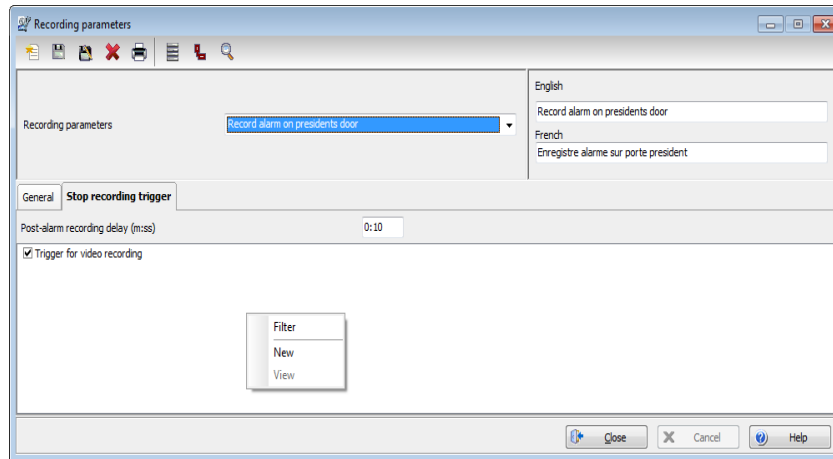 Recording parameters
English
Record alarm on presidents door
Recording parameters
Record alarm on presidents door
French
Enregistre alarme sur porte president
General
Stop recording trigger
Post-alarm recording delay (m:ss)
0:10
Trigger for video recording
Filter
New
View
Close
Cancel
Help